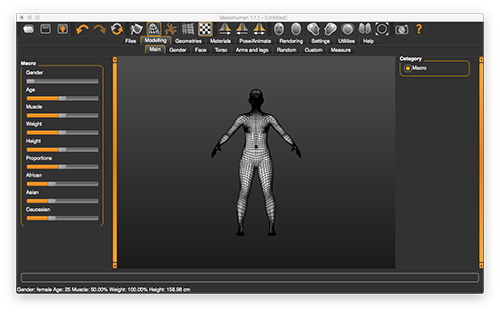 MakeHuman 1.1.1 - [Untitled]
Files Modelling Geometries Materials Pose/Animate Rendering Settings Utilities Help
Main Gender Face Torso Arms and legs Random Custom Measure
Macro
Gender
Age
Muscle
Weight
Height
Proportions
African
Asian
Caucasian
Category
Macro
Gender: female Age: 25 Muscle: 50.00% Weight: 100.00% Height: 158.98 cm